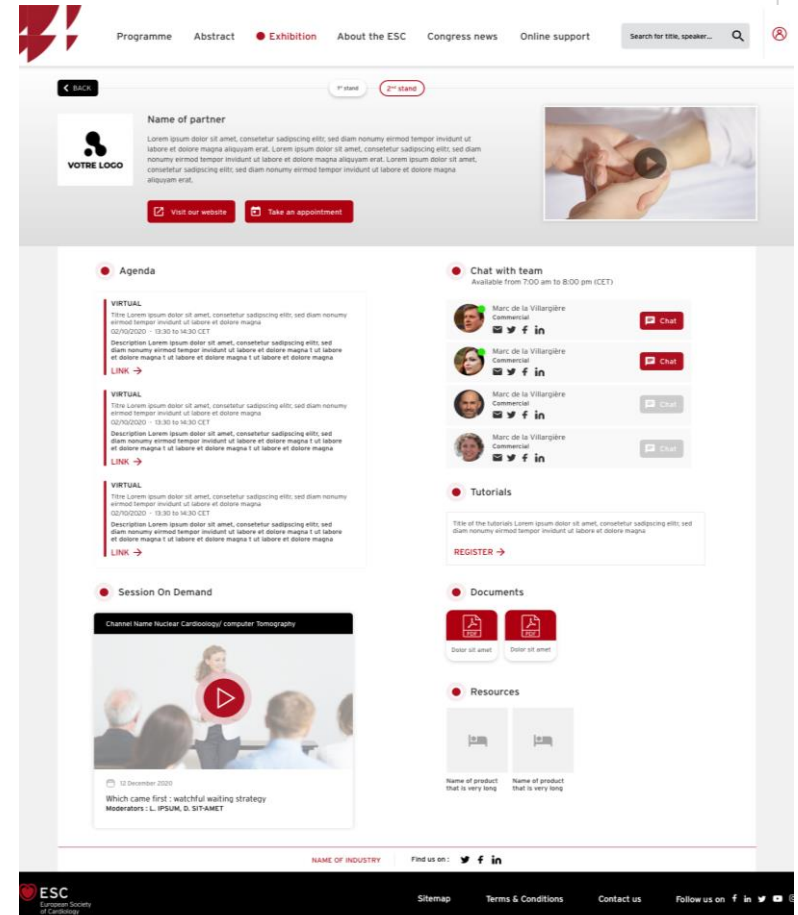 Programme
Abstract
Exhibition
About the ESC
Congress news
Online support
Search for title, speaker...
BACK
1st stand
2nd stand
VOTRE LOGO
Name of partner
Lorem ipsum dolor sit amet, consetetur sadipscing elitr, sed diam nonumy eirmod tempor invidunt ut
labore et dolore magna aliquyam erat. Lorem ipsum dolor sit amet, consetetur sadipscing elitr, sed diam
nonumy eirmod tempor invidunt ut labore et dolore magna aliquyam erat. Lorem ipsum dolor sit amet,
consetetur sadipscing elitr, sed diam nonumy eirmod tempor invidunt ut labore et dolore magna
aliquyam erat.
Visit our website
Take an appointment
Agenda
VIRTUAL
Titre Lorem ipsum dolor sit amet, consetetur sadipscing elitr, sed diam nonumy
eirmod tempor invidunt ut labore et dolore magna
02/10/2020 - 13:30 to 14:30 CET
Description Lorem ipsum dolor sit amet, consetetur sadipscing elitr, sed
diam nonumy eirmod tempor invidunt ut labore et dolore magna t ut labore
et dolore magna t ut labore et dolore magna t ut labore et dolore magna
LINK →
VIRTUAL
Titre Lorem ipsum dolor sit amet, consetetur sadipscing elitr, sed diam nonumy
eirmod tempor invidunt ut labore et dolore magna
02/10/2020 - 13:30 to 14:30 CET
Description Lorem ipsum dolor sit amet, consetetur sadipscing elitr, sed
diam nonumy eirmod tempor invidunt ut labore et dolore magna t ut labore
et dolore magna t ut labore et dolore magna t ut labore et dolore magna
LINK →
VIRTUAL
Titre Lorem ipsum dolor sit amet, consetetur sadipscing elitr, sed diam nonumy
eirmod tempor invidunt ut labore et dolore magna
02/10/2020 - 13:30 to 14:30 CET
Description Lorem ipsum dolor sit amet, consetetur sadipscing elitr, sed
diam nonumy eirmod tempor invidunt ut labore et dolore magna t ut labore
et dolore magna t ut labore et dolore magna t ut labore et dolore magna
LINK →
Session On Demand
Channel Name Nuclear Cardioology/ computer Tomography
12 December 2020
Which came first : watchful waiting strategy
Moderators : L. IPSUM, D. SIT-AMET
Chat with team
Available from 7:00 am to 8:00 pm (CET)
Marc de la Villargière
Commercial
Chat
Marc de la Villargière
Commercial
Chat
Marc de la Villargière
Commercial
Chat
Marc de la Villargière
Commercial
Chat
Tutorials
Title of the tutorials Lorem ipsum dolor sit amet, consetetur sadipscing elitr, sed
diam nonumy eirmod tempor invidunt ut labore et dolore magna
REGISTER →
Documents
PDF
Dolor sit amet
PDF
Dolor sit amet
Resources
Name of product
that is very long
Name of product
that is very long
NAME OF INDUSTRY
Find us on :
ESC
European Society
of Cardiology
Sitemap
Terms & Conditions
Contact us
Follow us on